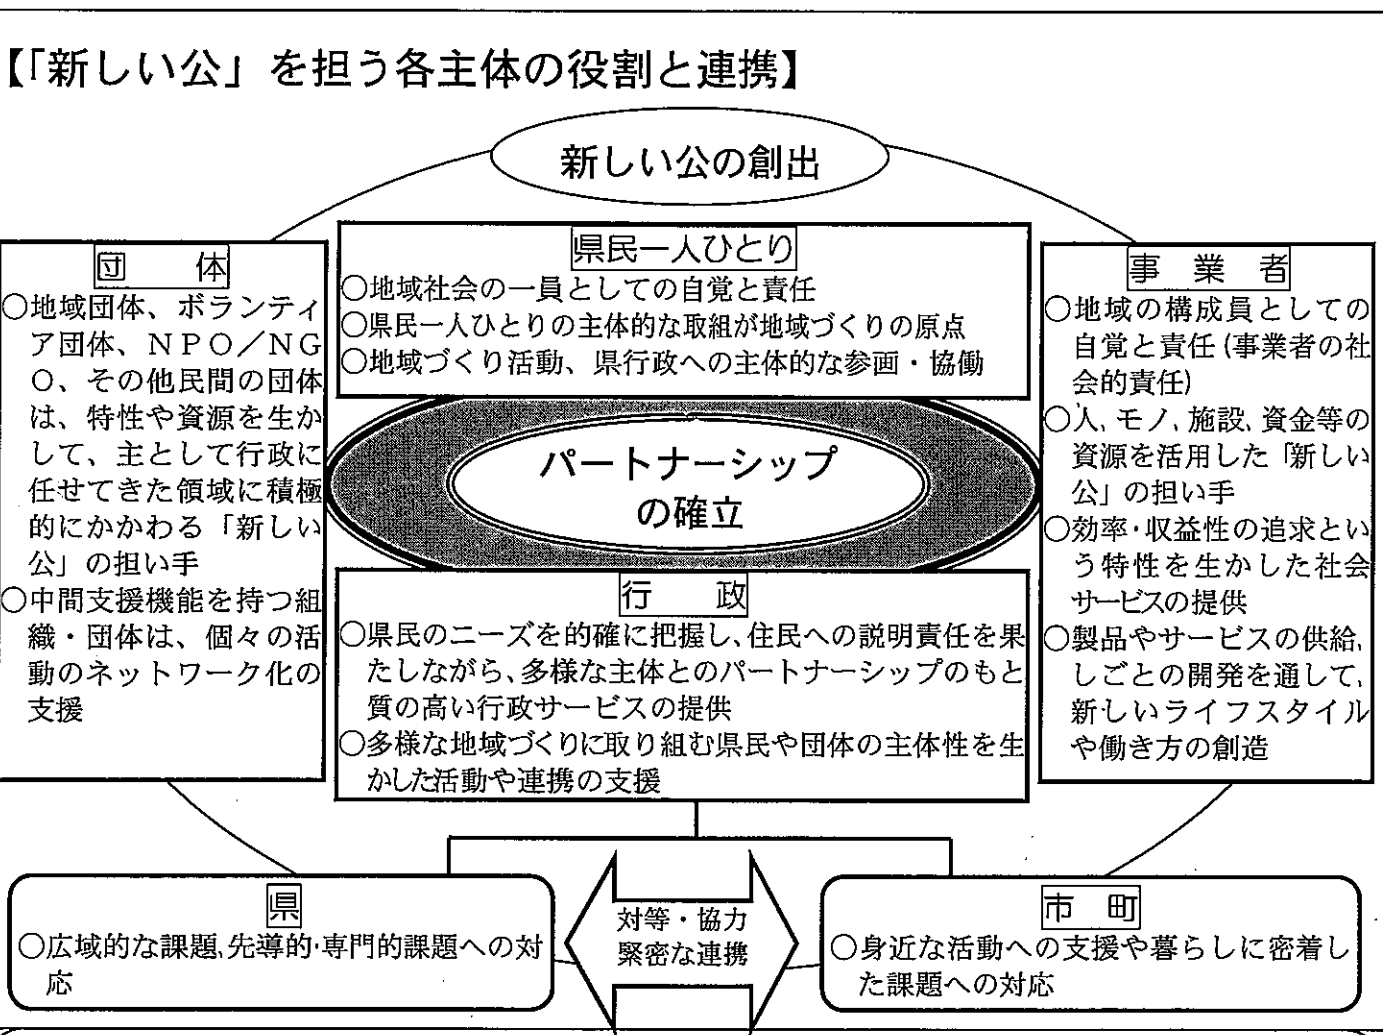 【「新しい公」を担う各主体の役割と連携】
新しい公の創出
団　体
○地域団体、ボランティ
ア団体、ＮＰＯ／ＮＧ
Ｏ、その他民間の団体
は、特性や資源を生か
して、主として行政に
任せてきた領域に積極
的にかかわる「新しい
公」の担い手
○中間支援機能を持つ組
織・団体は、個々の活
動のネットワーク化の
支援
県民一人ひとり
○地域社会の一員としての自覚と責任
○県民一人ひとりの主体的な取組が地域づくりの原点
○地域づくり活動、県行政への主体的な参画・協働
パートナーシップ
の確立
行　政
○県民のニーズを的確に把握し、住民への説明責任を果
たしながら、多様な主体とのパートナーシップのもと
質の高い行政サービスの提供
○多様な地域づくりに取り組む県民や団体の主体性を生
かした活動や連携の支援
事　業　者
○地域の構成員としての
自覚と責任(事業者の社
会的責任)
○人、モノ、施設、資金等の
資源を活用した「新しい
公」の担い手
○効率・収益性の追求とい
う特性を生かした社会
サービスの提供
○製品やサービスの供給、
しごとの開発を通して、
新しいライフスタイル
や働き方の創造
県
○広域的な課題、先導的・専門的課題への対
応
対等・協力
緊密な連携
市　町
○身近な活動への支援や暮らしに密着し
た課題への対応